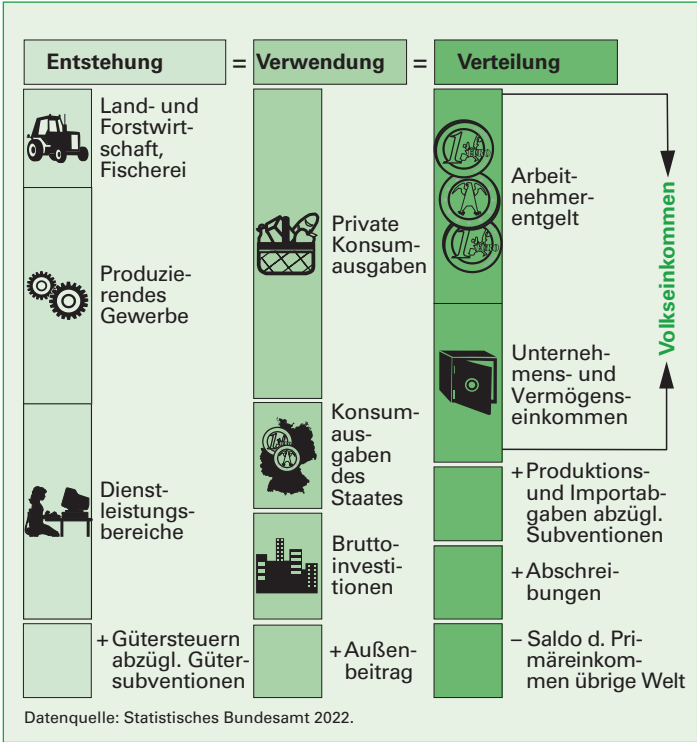 Entstehung = Verwendung = Verteilung
Land- und
Forstwirt-
schaft,
Fischerei
Produzie-
rendes
Gewerbe
Dienst-
leistungs-
bereiche
+ Gütersteuern
abzügl. Güter-
subventionen
Private
Konsum-
ausgaben
Konsum-
aus-
gaben
des
Staates
Brutto-
investi-
tionen
+ Außen-
beitrag
Arbeit-
nehmer-
entgelt
Unterneh-
mens- und
Vermögens-
einkommen
+ Produktions-
und Importab-
gaben abzügl.
Subventionen
+ Abschrei-
bungen
– Saldo d. Pri-
märeinkom-
men übrige Welt
Volkseinkommen
Datenquelle: Statistisches Bundesamt 2022.